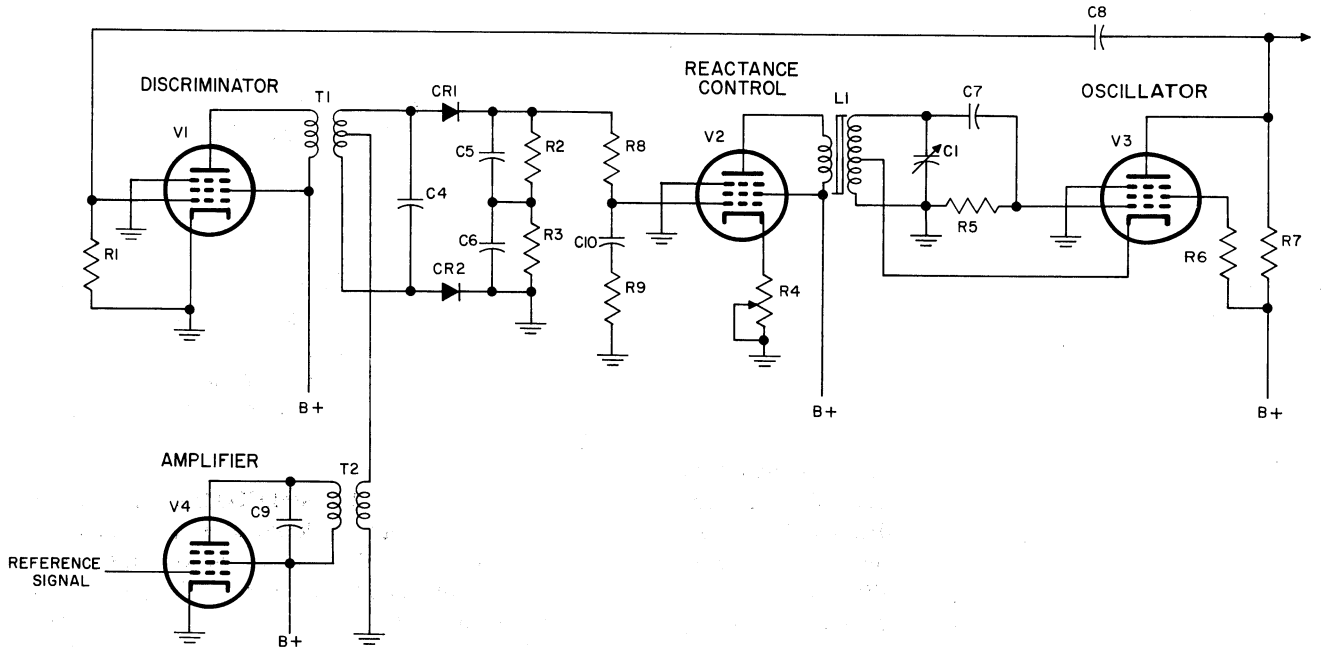 C8
REACTANCE
CONTROL
DISCRIMINATOR
T1
CR1
L1
C7
OSCILLATOR
V1
V2
V3
C5
R2
R8
C1
C4
R5
C6
R3
C10
R1
CR2
R9
R4
R6
R7
B+
B+
B+
AMPLIFIER
T2
V4
C9
REFERENCE
SIGNAL
B+